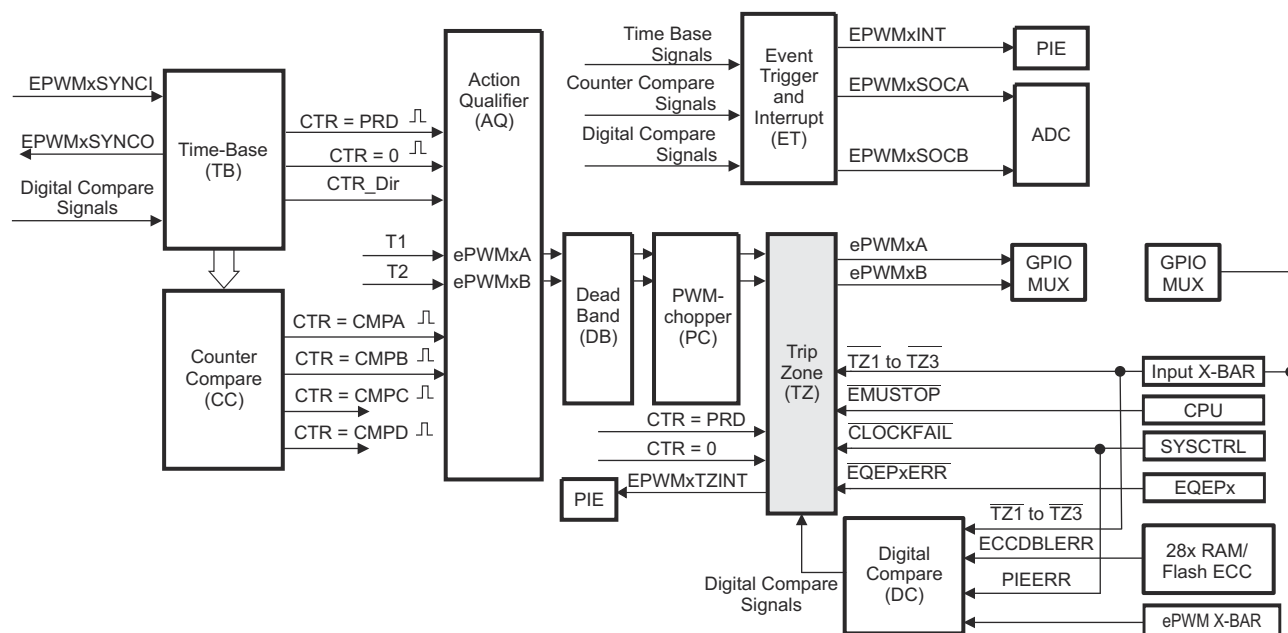 EPWMxSYNCI
EPWMxSYNCO
Digital Compare
Signals
Time-Base
(TB)
CTR = PRD
CTR = 0
CTR_Dir
T1
T2
Counter
Compare
(CC)
CTR = CMPA
CTR = CMPB
CTR = CMPC
CTR = CMPD
Action
Qualifier
(AQ)
ePWMxA
ePWMxB
Dead
Band
(DB)
PWM-
chopper
(PC)
Time Base
Signals
Counter Compare
Signals
Digital Compare
Signals
Event
Trigger
and
Interrupt
(ET)
EPWMxINT
EPWMxSOCA
EPWMxSOCB
PIE
ADC
Trip
Zone
(TZ)
ePWMxA
ePWMxB
GPIO
MUX
GPIO
MUX
TZ1 to TZ3
EMUSTOP
CLOCKFAIL
EQEPxERR
Input X-BAR
CPU
SYSCTRL
EQEPx
CTR = PRD
CTR = 0
EPWMxTZINT
PIE
Digital Compare
Signals
Digital
Compare
(DC)
TZ1 to TZ3
ECCDBLERR
PIEERR
28x RAM/
Flash ECC
ePWM X-BAR